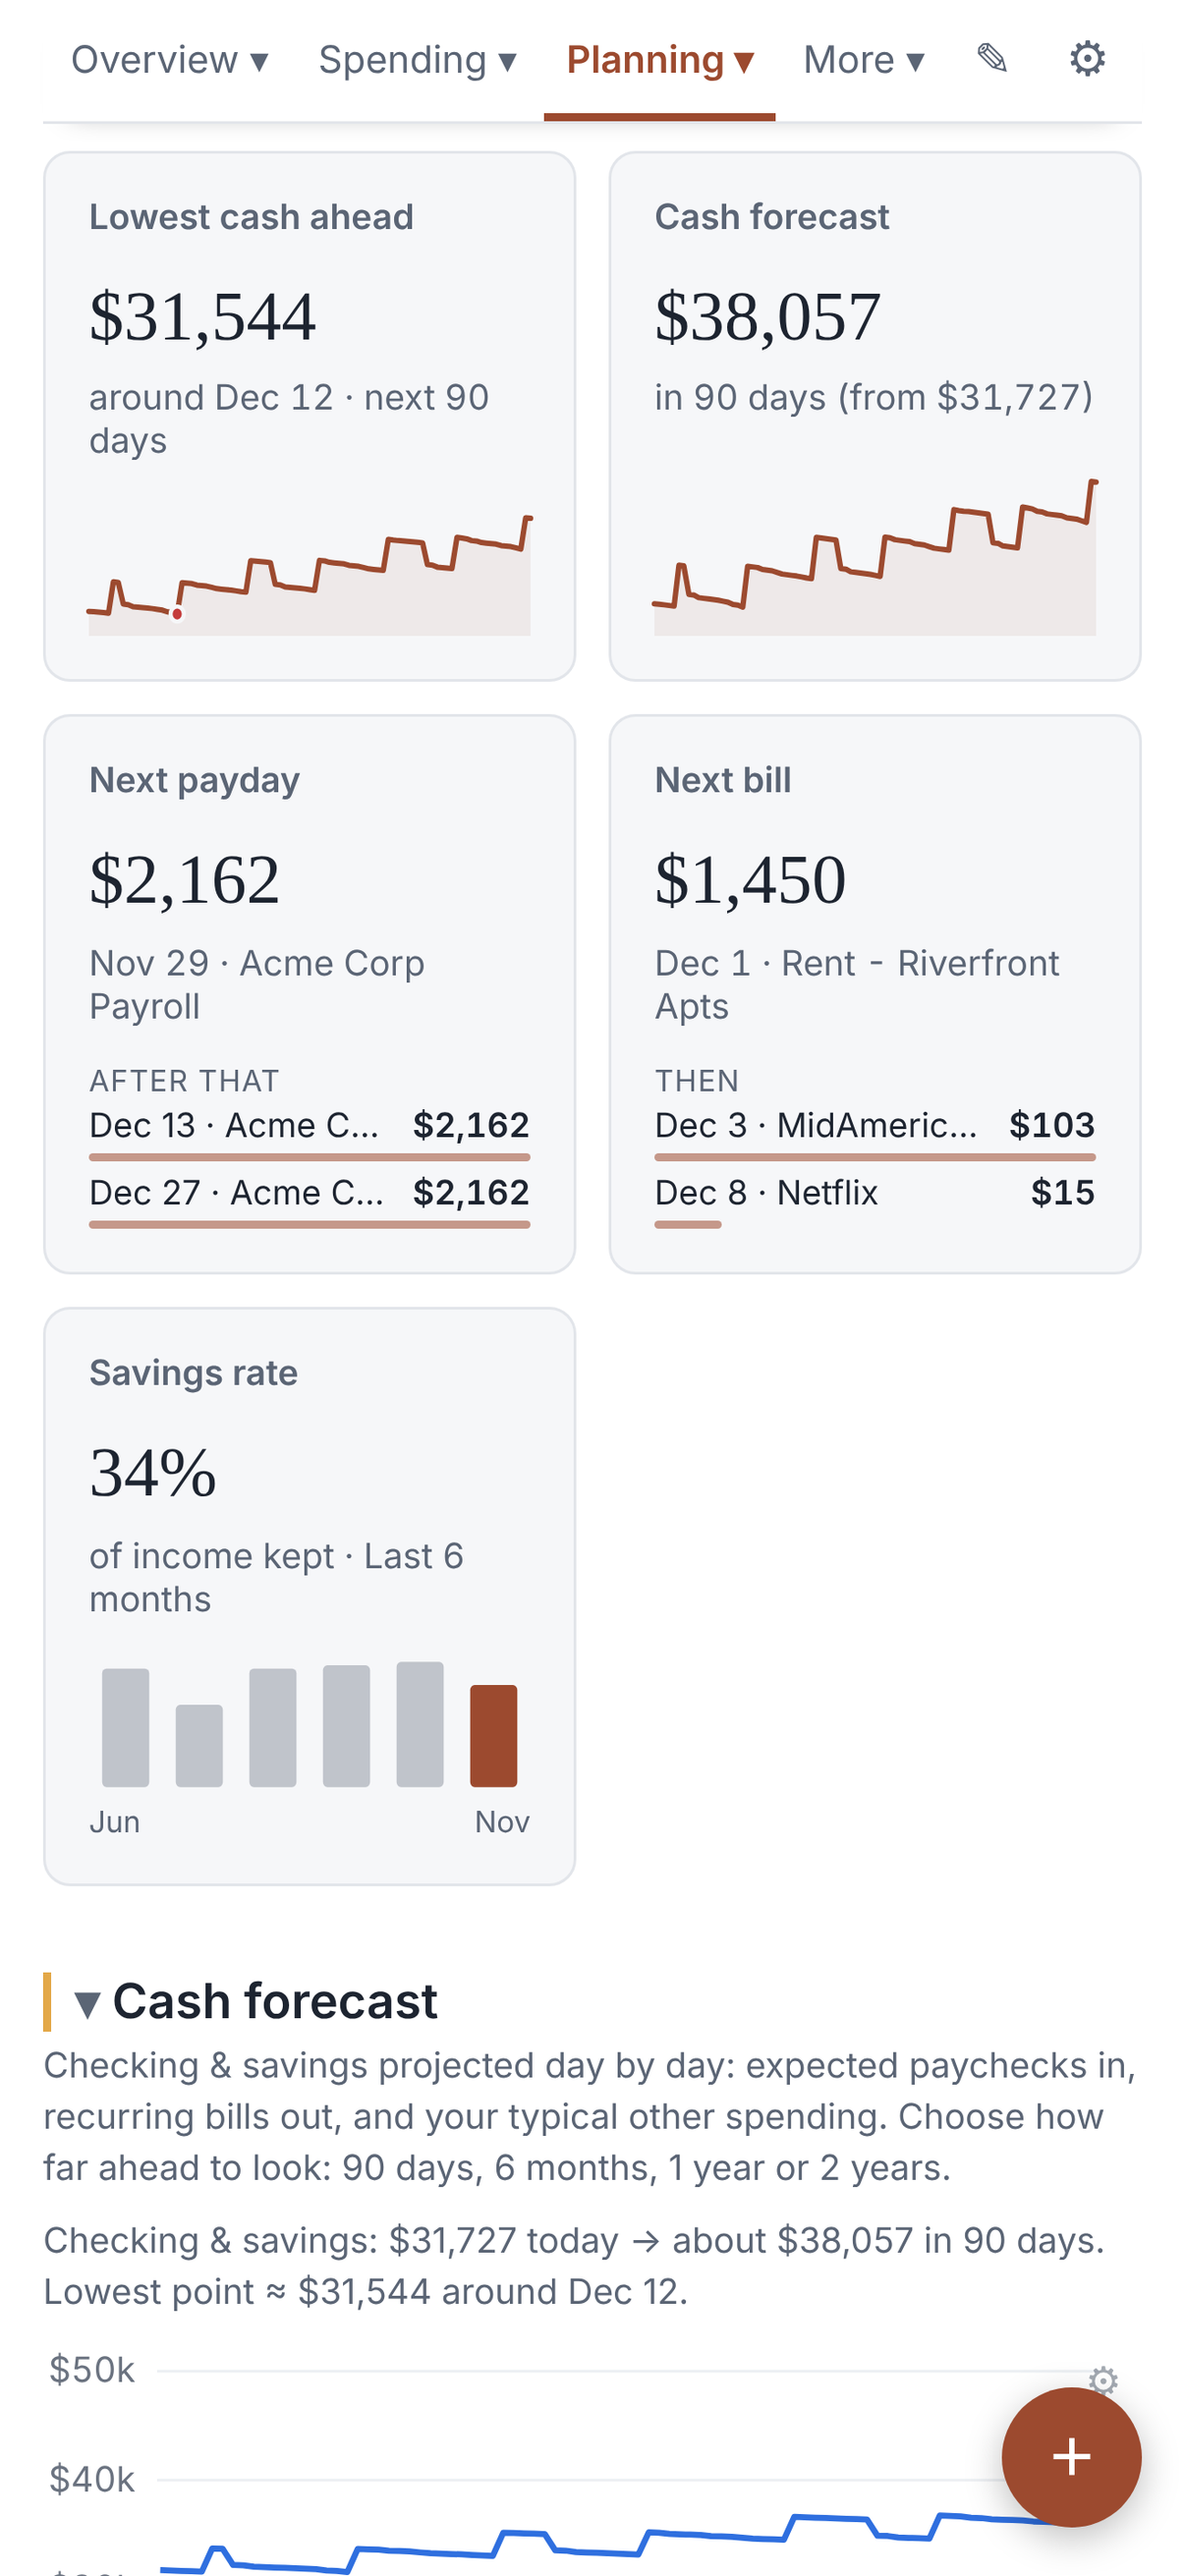 Overview ▾ Spending ▾ Planning ▾ More ▾
Lowest cash ahead
$31,544
around Dec 12 · next 90
days
Cash forecast
$38,057
in 90 days (from $31,727)
Next payday
$2,162
Nov 29 · Acme Corp
Payroll
AFTER THAT
Dec 13 · Acme C... $2,162
Dec 27 · Acme C... $2,162
Next bill
$1,450
Dec 1 · Rent - Riverfront
Apts
THEN
Dec 3 · MidAmeric... $103
Dec 8 · Netflix $15
Savings rate
34%
of income kept · Last 6
months
Jun Nov
▾ Cash forecast
Checking & savings projected day by day: expected paychecks in,
recurring bills out, and your typical other spending. Choose how
far ahead to look: 90 days, 6 months, 1 year or 2 years.
Checking & savings: $31,727 today → about $38,057 in 90 days.
Lowest point ≈ $31,544 around Dec 12.
$50k
$40k
+